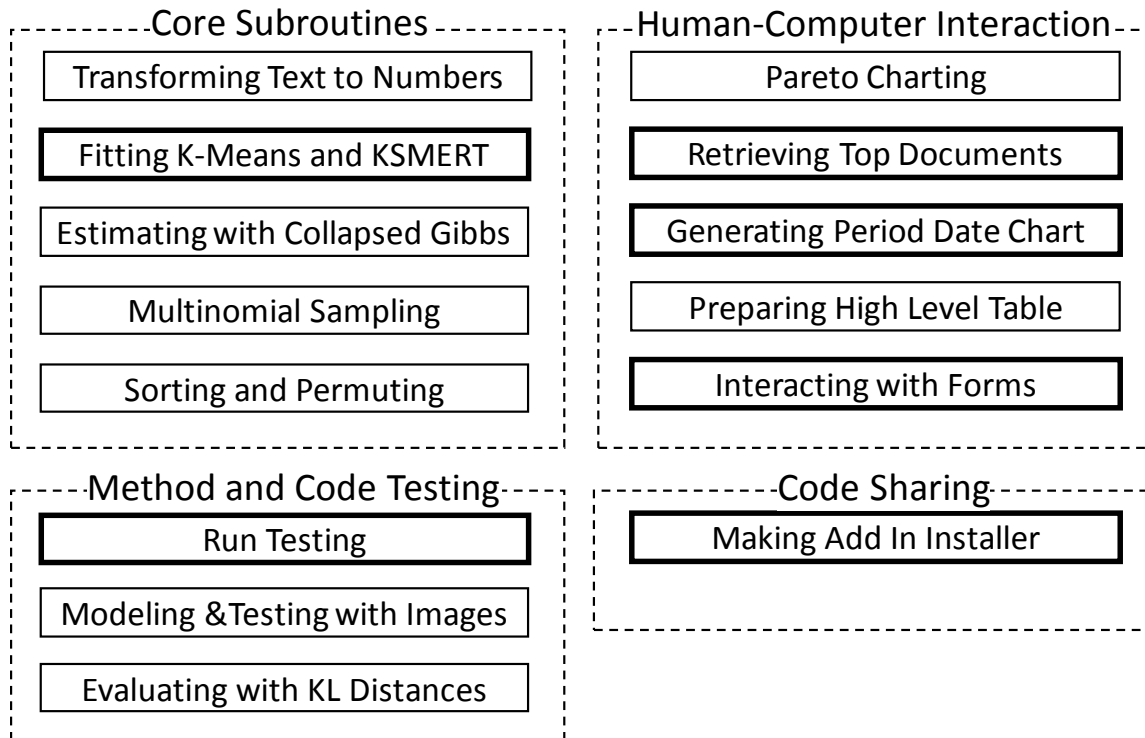 Core Subroutines
Transforming Text to Numbers
Fitting K-Means and KSMERT
Estimating with Collapsed Gibbs
Multinomial Sampling
Sorting and Permuting
Human-Computer Interaction
Pareto Charting
Retrieving Top Documents
Generating Period Date Chart
Preparing High Level Table
Interacting with Forms
Method and Code Testing
Run Testing
Modeling &Testing with Images
Evaluating with KL Distances
Code Sharing
Making Add In Installer